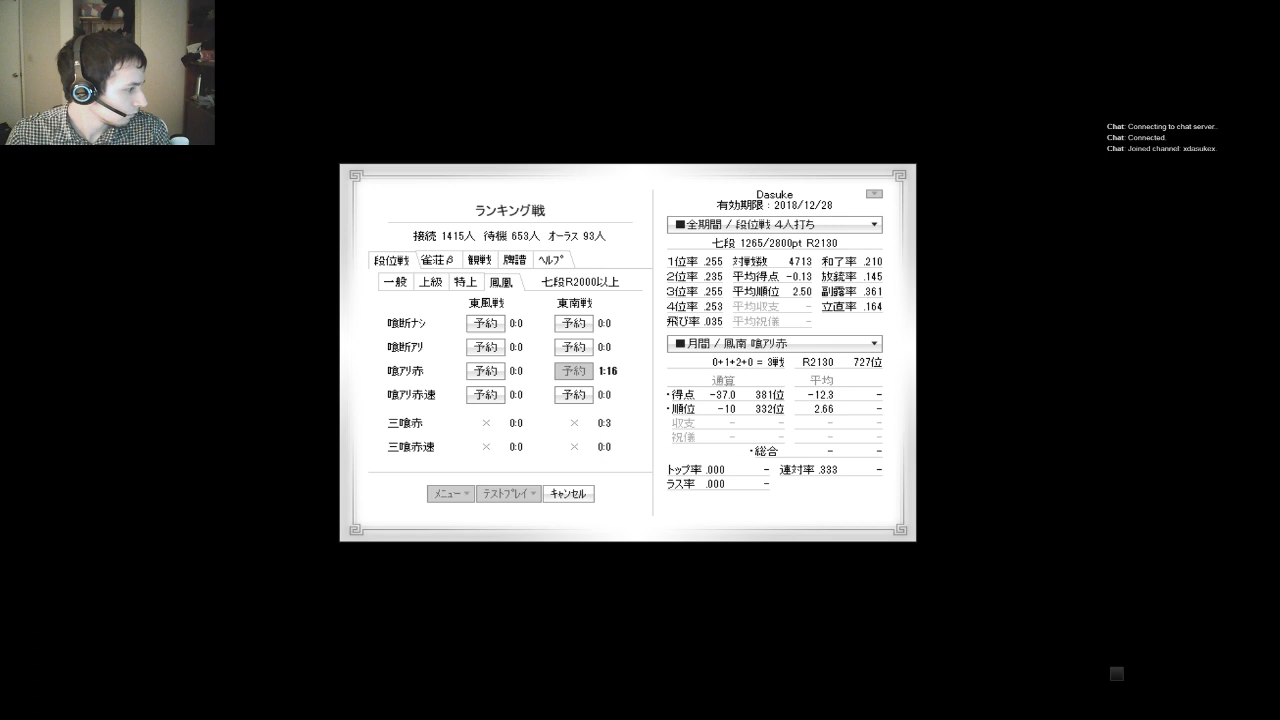 Chat: Connecting to chat server..
Chat: Connected.
Chat: Joined channel: xdasukex.
ランキング戦
接続 1415人 待機 653人 オーラス 93人
段位戦 雀荘β 観戦 牌譜 ヘルプ
一般 上級 特上 鳳凰 七段R2000以上
東風戦 東南戦
喰断ナシ 予約 0:0 予約 0:0
喰断アリ 予約 0:0 予約 0:0
喰アリ赤 予約 0:0 予約 1:16
喰アリ赤速 予約 0:0 予約 0:0
三喰赤 × 0:0 × 0:3
三喰赤速 × 0:0 × 0:0
メニュー テストプレイ キャンセル
Dasuke
有効期限:2018/12/28
■全期間 / 段位戦 4人打ち
七段 1265/2800pt R2130
1位率 .255 対戦数 4713 和了率 .210
2位率 .235 平均得点 -0.13 放銃率 .145
3位率 .255 平均順位 2.50 副露率 .361
4位率 .253 平均収支 - 立直率 .164
飛び率 .035 平均祝儀 -
■月間 / 鳳南 喰アリ赤
0+1+2+0 = 3戦 R2130 727位
通算 平均
・得点 -37.0 381位 -12.3 -
・順位 -10 332位 2.66 -
収支 - - - -
祝儀 - - - -
・総合 - -
トップ率 .000 - 連対率 .333 -
ラス率 .000 -